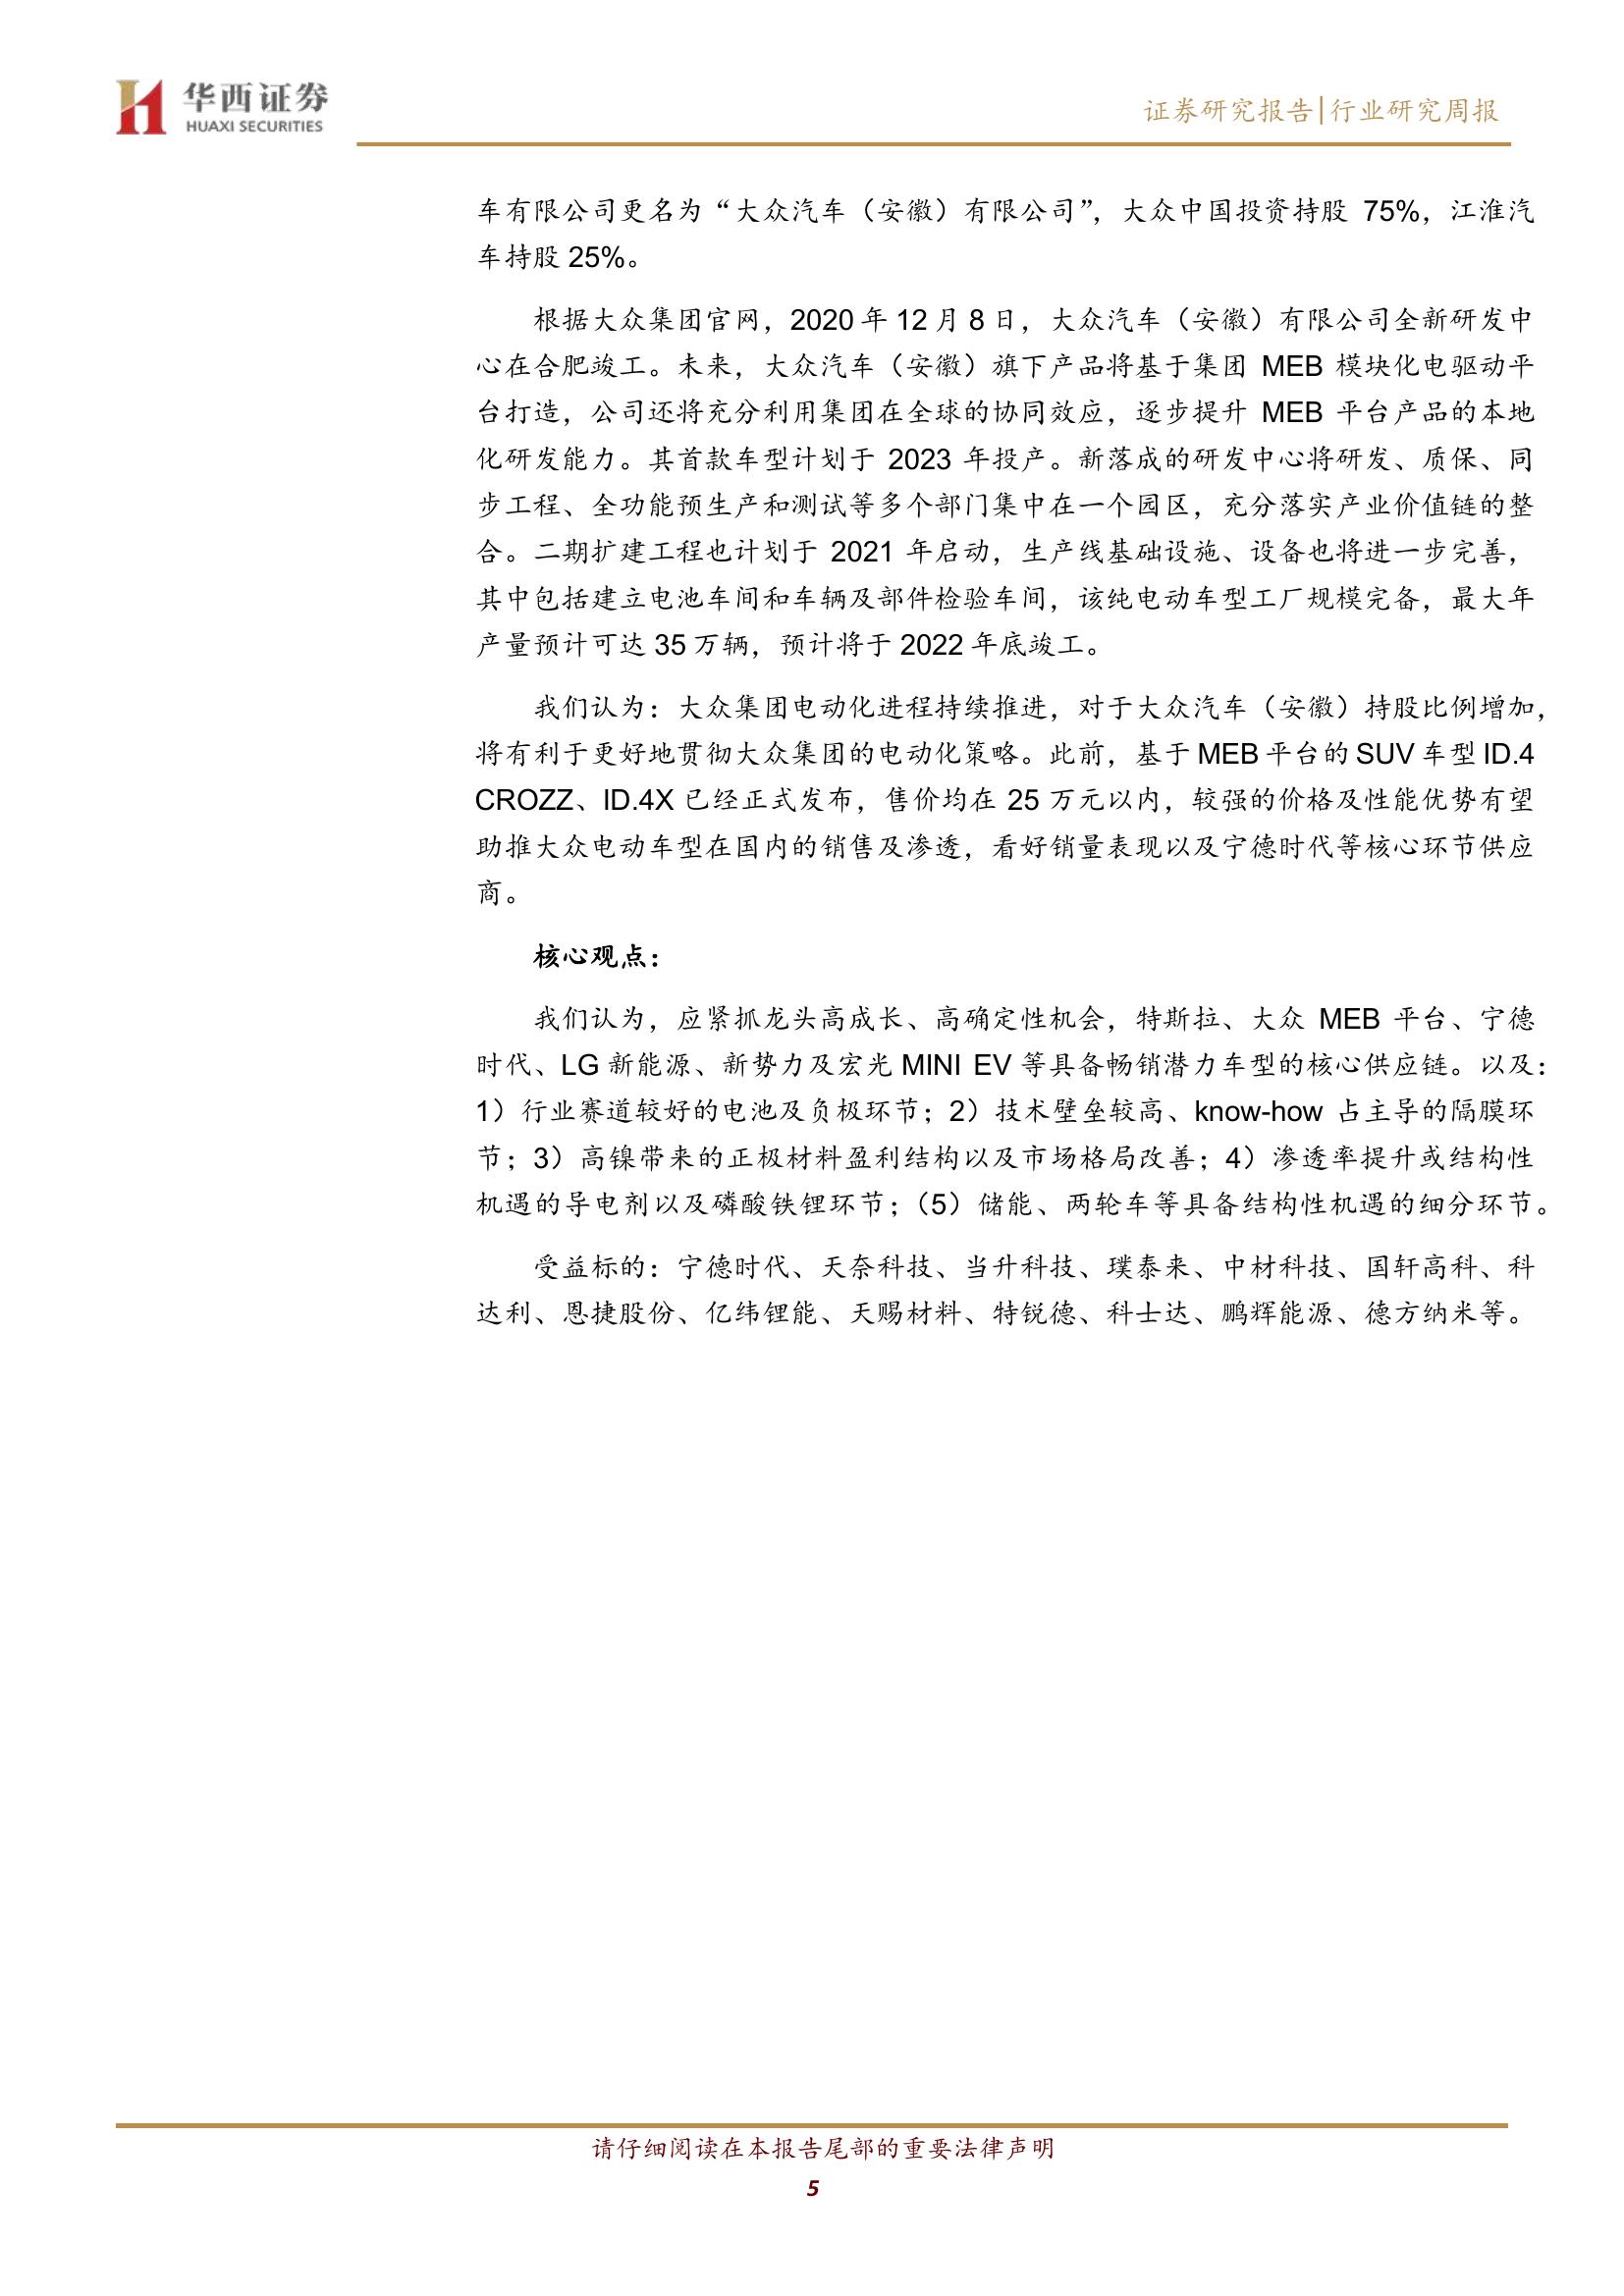 华西证券
HUAXI SECURITIES
证券研究报告|行业研究周报
车有限公司更名为“大众汽车（安徽）有限公司”，大众中国投资持股 75%，江淮汽
车持股 25%。
根据大众集团官网，2020 年 12 月 8 日，大众汽车（安徽）有限公司全新研发中
心在合肥竣工。未来，大众汽车（安徽）旗下产品将基于集团 MEB 模块化电驱动平
台打造，公司还将充分利用集团在全球的协同效应，逐步提升 MEB 平台产品的本地
化研发能力。其首款车型计划于 2023 年投产。新落成的研发中心将研发、质保、同
步工程、全功能预生产和测试等多个部门集中在一个园区，充分落实产业价值链的整
合。二期扩建工程也计划于 2021 年启动，生产线基础设施、设备也将进一步完善，
其中包括建立电池车间和车辆及部件检验车间，该纯电动车型工厂规模完备，最大年
产量预计可达 35 万辆，预计将于 2022 年底竣工。
我们认为：大众集团电动化进程持续推进，对于大众汽车（安徽）持股比例增加，
将有利于更好地贯彻大众集团的电动化策略。此前，基于 MEB 平台的 SUV 车型 ID.4
CROZZ、ID.4X 已经正式发布，售价均在 25 万元以内，较强的价格及性能优势有望
助推大众电动车型在国内的销售及渗透，看好销量表现以及宁德时代等核心环节供应
商。
核心观点：
我们认为，应紧抓龙头高成长、高确定性机会，特斯拉、大众 MEB 平台、宁德
时代、LG 新能源、新势力及宏光 MINI EV 等具备畅销潜力车型的核心供应链。以及：
1）行业赛道较好的电池及负极环节；2）技术壁垒较高、know-how 占主导的隔膜环
节；3）高镍带来的正极材料盈利结构以及市场格局改善；4）渗透率提升或结构性
机遇的导电剂以及磷酸铁锂环节；（5）储能、两轮车等具备结构性机遇的细分环节。
受益标的：宁德时代、天奈科技、当升科技、璞泰来、中材科技、国轩高科、科
达利、恩捷股份、亿纬锂能、天赐材料、特锐德、科士达、鹏辉能源、德方纳米等。
请仔细阅读在本报告尾部的重要法律声明
5